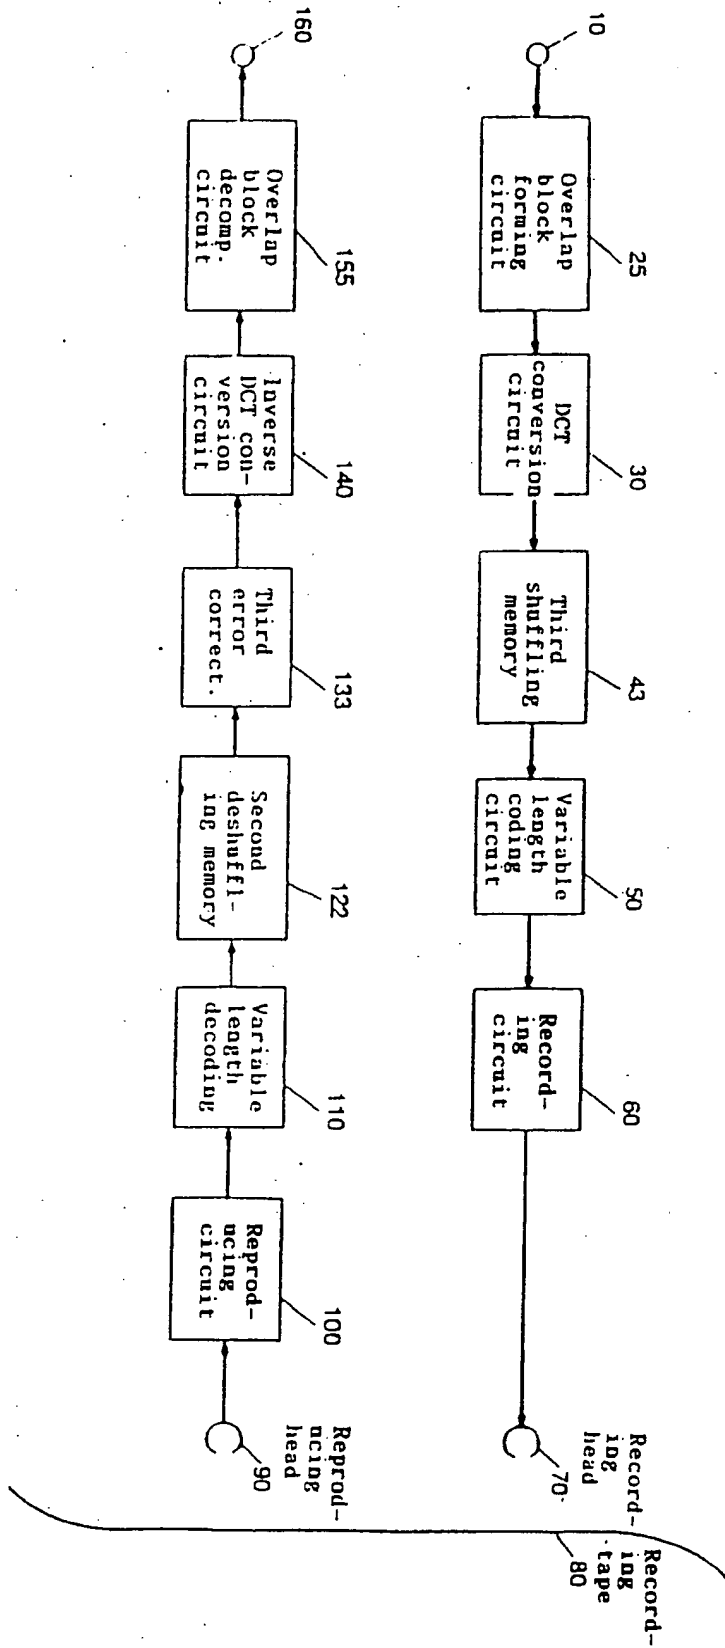 10
Overlap
block
forming
circuit
25
DCT
conversion
circuit
30
Third
shuffling
memory
43
Variable
length
coding
circuit
50
Record-
ing
circuit
60
Record-
ing
head
70
Record-
ing
tape
80
160
Overlap
block
decomp.
circuit
155
Inverse
DCT con-
version
circuit
140
Third
error
correct.
133
Second
deshuffl-
ing memory
122
Variable
length
decoding
110
Reprod-
ucing
circuit
100
Reprod-
ucing
head
90